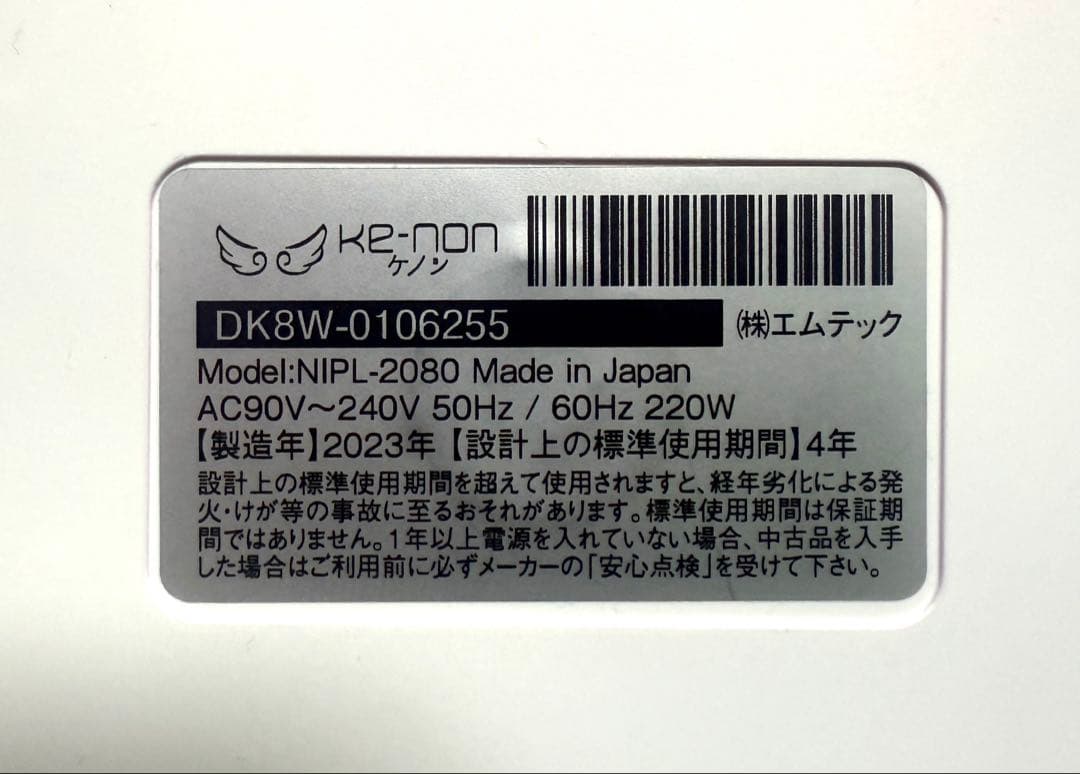 ke-non
ケノン
DK8W-0106255
㈱エムテック
Model:NIPL-2080 Made in Japan
AC90V～240V 50Hz / 60Hz 220W
【製造年】2023年【設計上の標準使用期間】4年
設計上の標準使用期間を超えて使用されますと、経年劣化による発
火・けが等の事故に至るおそれがあります。標準使用期間は保証期
間ではありません。1年以上電源を入れていない場合、中古品を入手
した場合はご利用前に必ずメーカーの「安心点検」を受けて下さい。